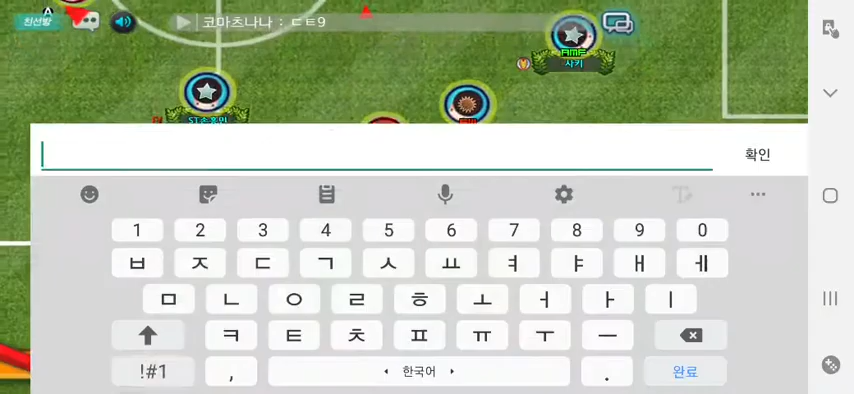 친선방
코마츠나나 : ㄷㅌ9
AMF
사키
ST손흥민
확인
1 2 3 4 5 6 7 8 9 0
ㅂ ㅈ ㄷ ㄱ ㅅ ㅛ ㅕ ㅑ ㅐ ㅔ
ㅁ ㄴ ㅇ ㄹ ㅎ ㅗ ㅓ ㅏ ㅣ
ㅋ ㅌ ㅊ ㅍ ㅠ ㅜ ㅡ
!#1 , 한국어 . 완료